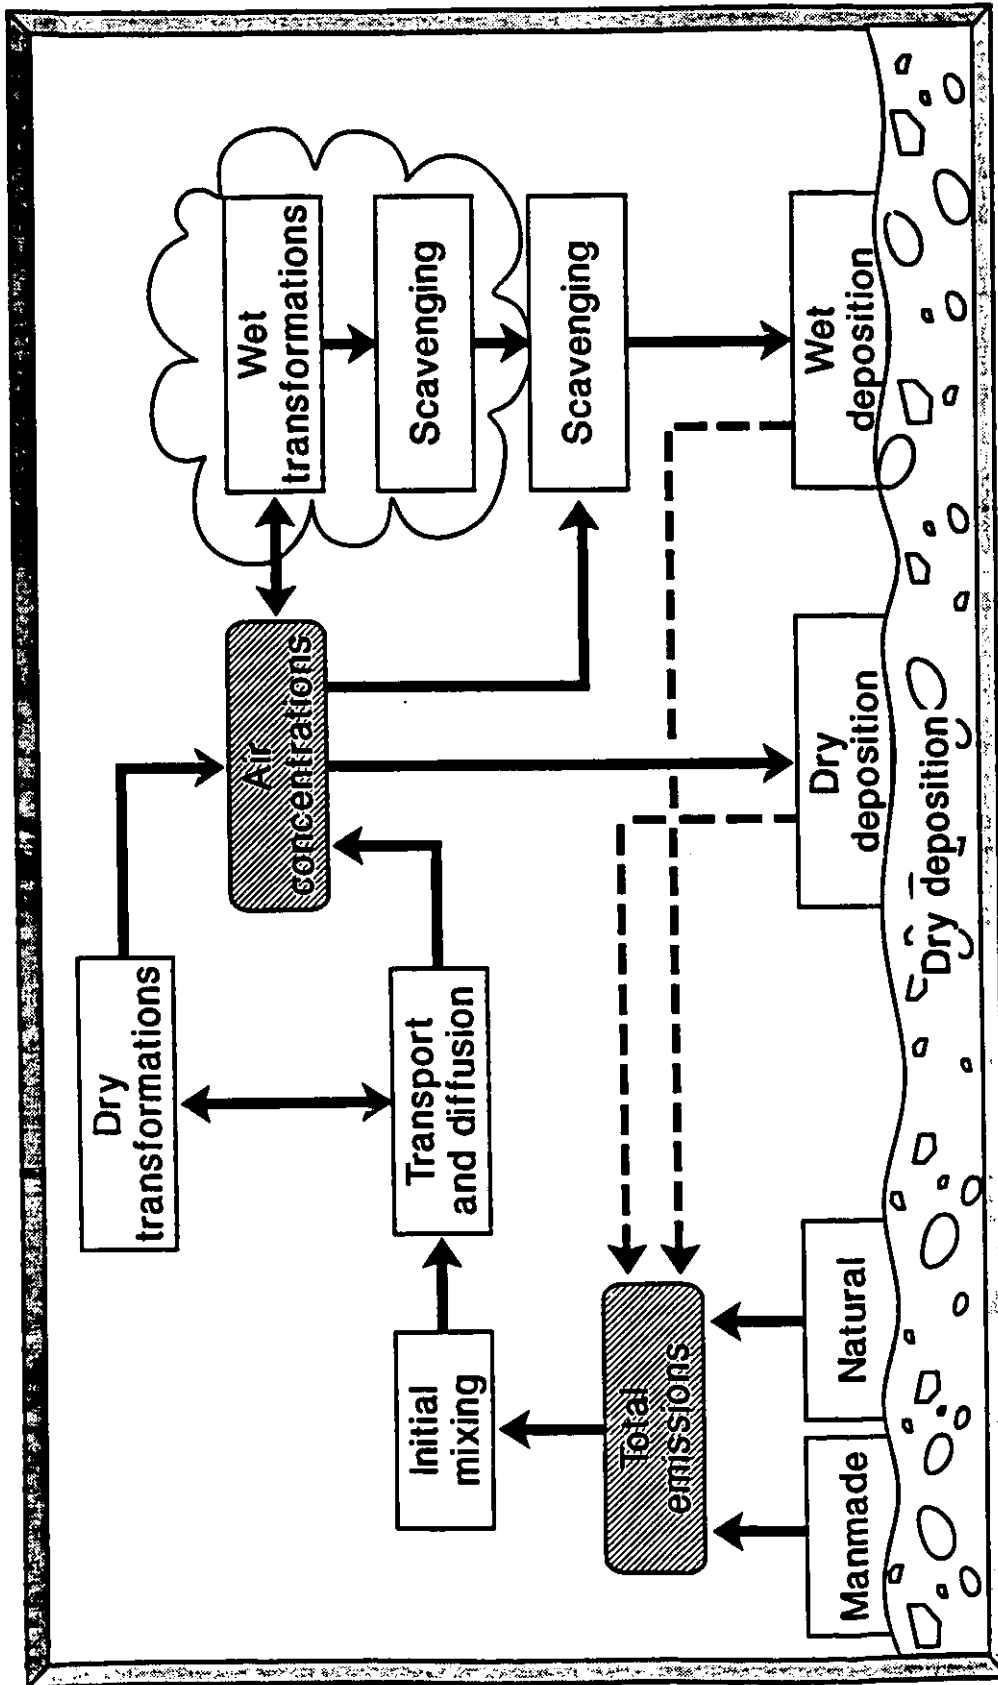 Dry
transformations
Air
concentrations
Wet
transformations
Scavenging
Initial
mixing
Transport
and diffusion
Scavenging
Total
emissions
Manmade
Natural
Dry
deposition
Wet
deposition
Dry deposition